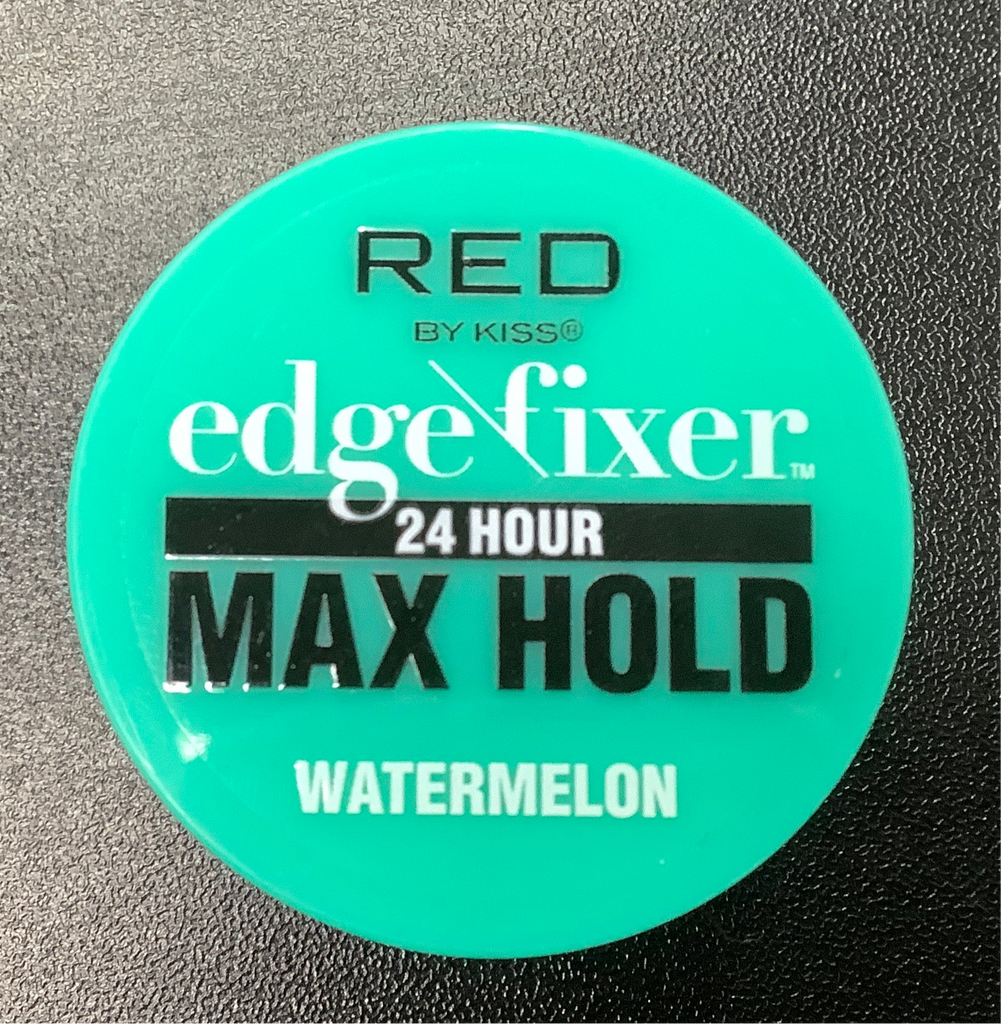 RED
BY KISS®
edge fixer™
24 HOUR
MAX HOLD
WATERMELON